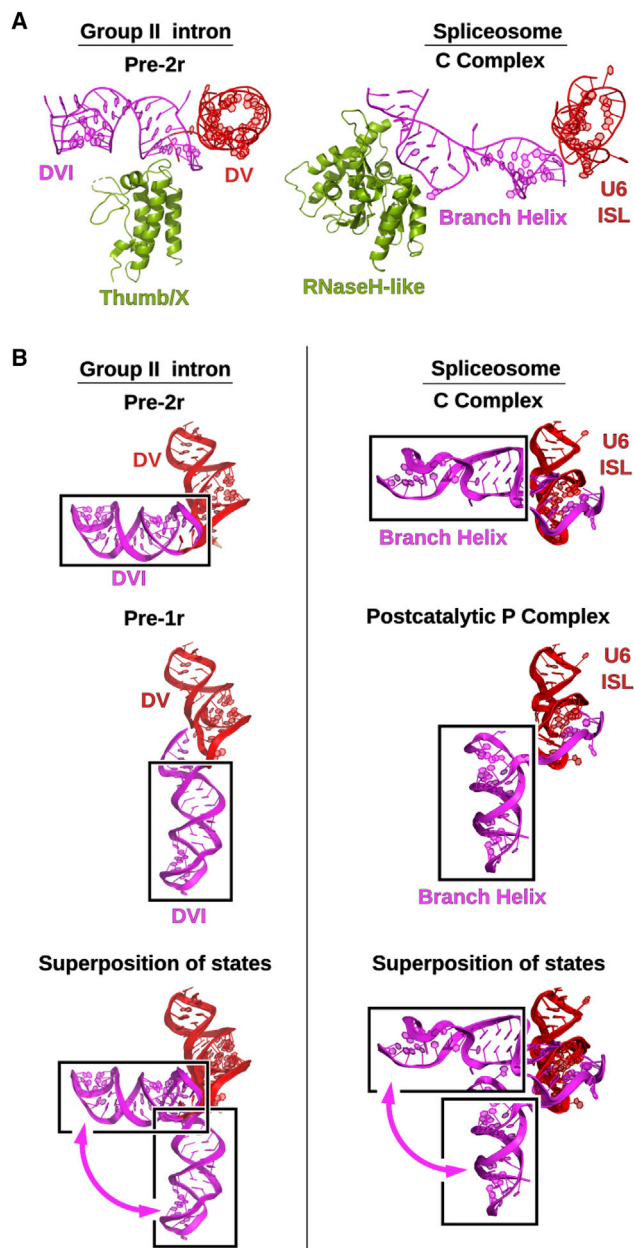 A
Group II intron
Pre-2r
DVI
DV
Thumb/X
Spliceosome
C Complex
Branch Helix
U6
ISL
RNaseH-like
B
Group II intron
Pre-2r
DV
DVI
Spliceosome
C Complex
U6
ISL
Branch Helix
Pre-1r
DV
DVI
Postcatalytic P Complex
U6
ISL
Branch Helix
Superposition of states
Superposition of states